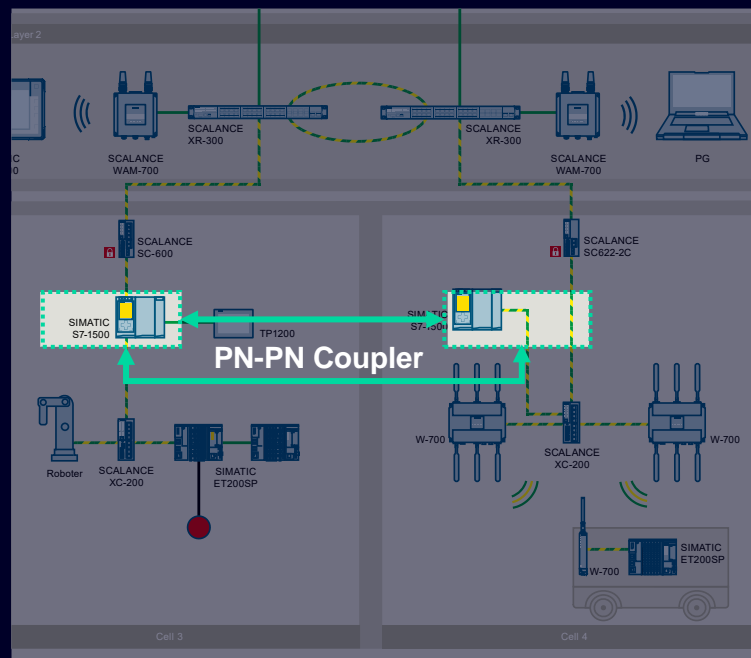 Layer 2
SCALANCE
XR-300
SCALANCE
XR-300
SCALANCE
WAM-700
SCALANCE
WAM-700
PG
SCALANCE
SC-600
SCALANCE
SC622-2C
SIMATIC
S7-1500
TP1200
SIMATIC
PN-PN Coupler
Roboter
SCALANCE
XC-200
SIMATIC
ET200SP
W-700
SCALANCE
XC-200
W-700
W-700
SIMATIC
ET200SP
Cell 3
Cell 4